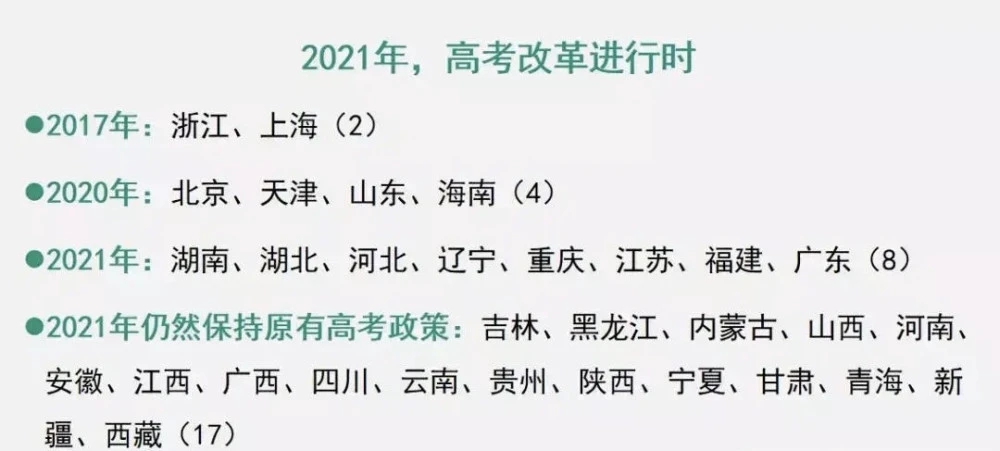 2021年，高考改革进行时
●2017年：浙江、上海（2）
●2020年：北京、天津、山东、海南（4）
●2021年：湖南、湖北、河北、辽宁、重庆、江苏、福建、广东（8）
●2021年仍然保持原有高考政策：吉林、黑龙江、内蒙古、山西、河南、
安徽、江西、广西、四川、云南、贵州、陕西、宁夏、甘肃、青海、新
疆、西藏（17）